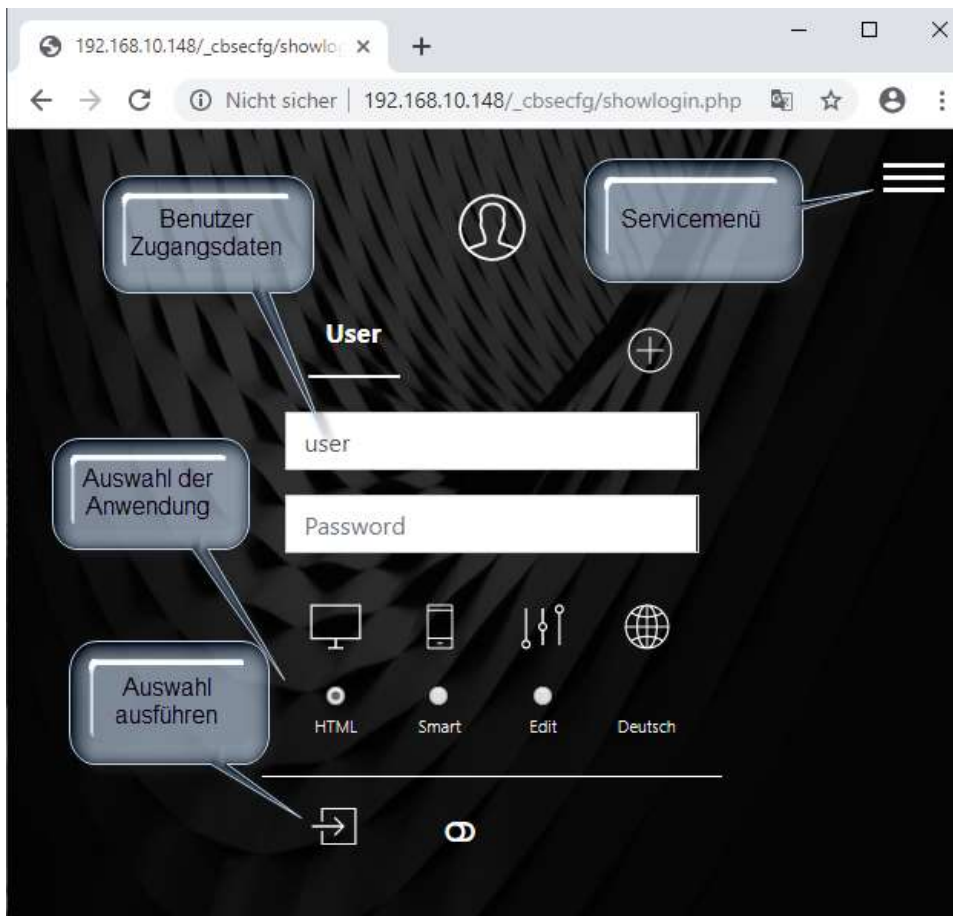 192.168.10.148/_cbsecfg/showlo
Nicht sicher | 192.168.10.148/_cbsecfg/showlogin.php
Benutzer
Zugangsdaten
Servicemenü
User
user
Auswahl der
Anwendung
Password
Auswahl
ausführen
HTML Smart Edit Deutsch